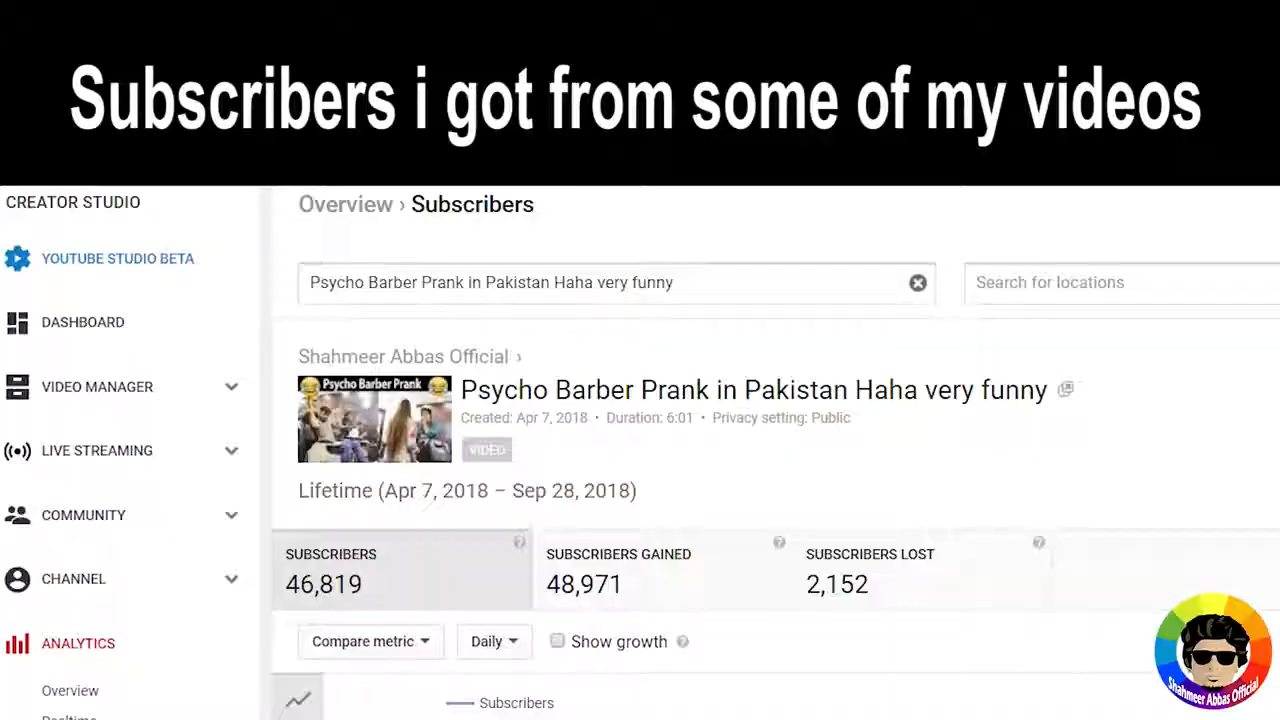 Subscribers i got from some of my videos
CREATOR STUDIO
Overview › Subscribers
YOUTUBE STUDIO BETA
Psycho Barber Prank in Pakistan Haha very funny
Search for locations
DASHBOARD
Shahmeer Abbas Official ›
VIDEO MANAGER
Psycho Barber Prank
Psycho Barber Prank in Pakistan Haha very funny
Created: Apr 7, 2018 • Duration: 6:01 • Privacy setting: Public
VIDEO
LIVE STREAMING
Lifetime (Apr 7, 2018 – Sep 28, 2018)
COMMUNITY
SUBSCRIBERS ?
46,819
SUBSCRIBERS GAINED ?
48,971
SUBSCRIBERS LOST ?
2,152
CHANNEL
ANALYTICS
Compare metric
Daily
Show growth ?
Overview
Subscribers
Realtime
Shahmeer Abbas Official